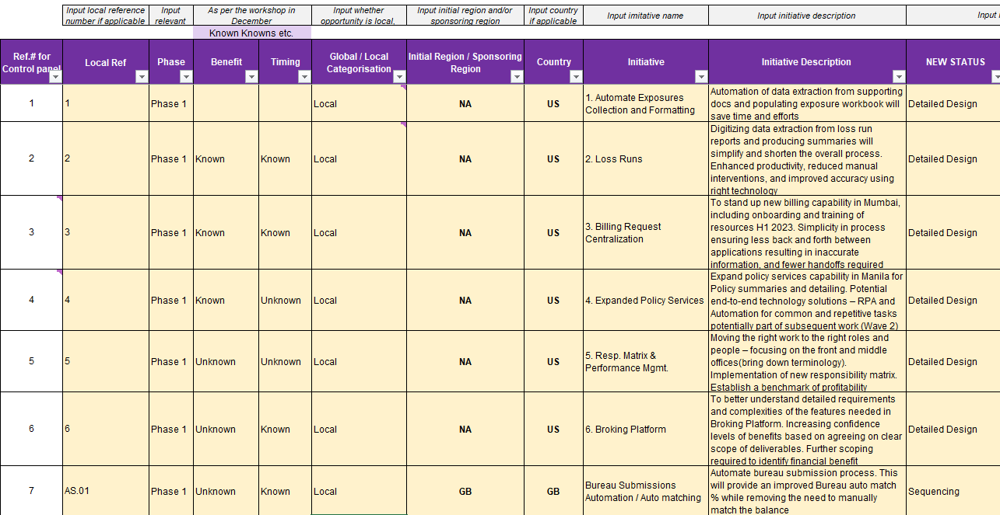 Input local reference
number if applicable
Input
relevant
As per the workshop in
December
Input whether
opportunity is local,
Input initial region and/or
sponsoring region
Input country
if applicable
Input imitative name
Input initiative description
Input
Known Knowns etc.
Ref.# for
Control panel
Local Ref
Phase
Benefit
Timing
Global / Local
Categorisation
Initial Region / Sponsoring
Region
Country
Initiative
Initiative Description
NEW STATUS
1
1
Phase 1
Local
NA
US
1. Automate Exposures
Collection and Formatting
Automation of data extraction from supporting
docs and populating exposure workbook will
save time and efforts
Detailed Design
2
2
Phase 1
Known
Known
Local
NA
US
2. Loss Runs
Digitizing data extraction from loss run
reports and producing summaries will
simplify and shorten the overall process.
Enhanced productivity, reduced manual
interventions, and improved accuracy using
right technology
Detailed Design
3
3
Phase 1
Known
Known
Local
NA
US
3. Billing Request
Centralization
To stand up new billing capability in Mumbai,
including onboarding and training of
resources H1 2023. Simplicity in process
ensuring less back and forth between
applications resulting in inaccurate
information, and fewer handoffs required
Detailed Design
4
4
Phase 1
Known
Unknown
Local
NA
US
4. Expanded Policy Services
Expand policy services capability in Manila for
Policy summaries and detailing. Potential
end-to-end technology solutions – RPA and
Automation for common and repetitive tasks
potentially part of subsequent work (Wave 2)
Detailed Design
5
5
Phase 1
Unknown
Unknown
Local
NA
US
5. Resp. Matrix &
Performance Mgmt.
Moving the right work to the right roles and
people – focusing on the front and middle
offices(bring down terminology).
Implementation of new responsibility matrix.
Establish a benchmark of profitability
Detailed Design
6
6
Phase 1
Unknown
Known
Local
NA
US
6. Broking Platform
To better understand detailed requirements
and complexities of the features needed in
Broking Platform. Increasing confidence
levels of benefits based on agreeing on clear
scope of deliverables. Further scoping
required to identify financial benefit
Detailed Design
7
AS.01
Phase 1
Unknown
Known
Local
GB
GB
Bureau Submissions
Automation / Auto matching
Automate bureau submission process. This
will provide an improved Bureau auto match
% while removing the need to manually
match the balance
Sequencing